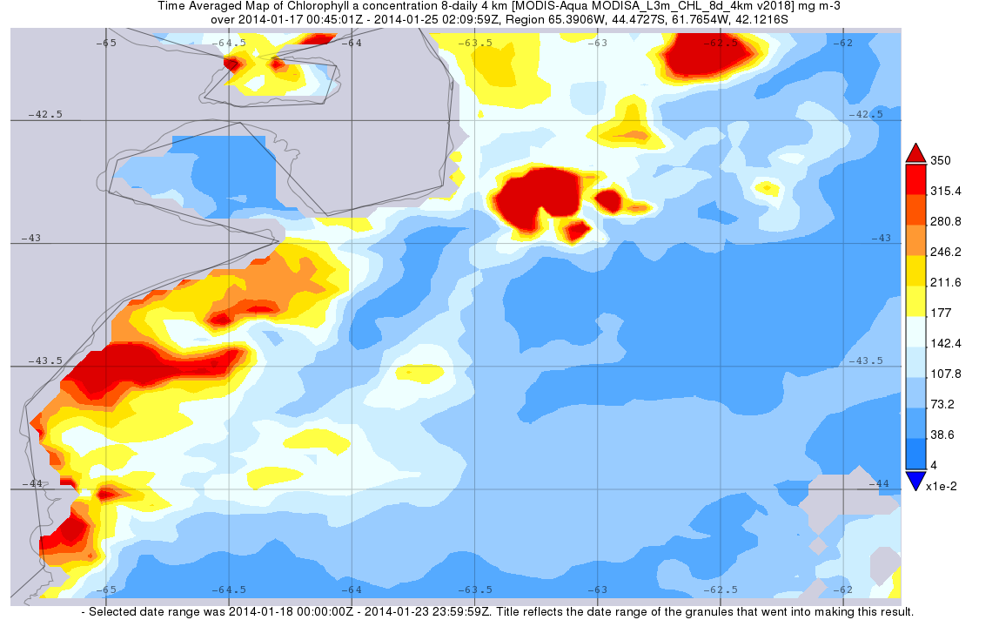 Time Averaged Map of Chlorophyll a concentration 8-daily 4 km [MODIS-Aqua MODISA_L3m_CHL_8d_4km v2018] mg m-3
over 2014-01-17 00:45:01Z - 2014-01-25 02:09:59Z, Region 65.3906W, 44.4727S, 61.7654W, 42.1216S
-65 -64.5 -64 -63.5 -63 -62.5 -62
-42.5 -42.5
350
315.4
280.8
-43 -43
246.2
211.6
177
142.4
-43.5 -43.5
107.8
73.2
38.6
4
-44 -44
x1e-2
-65 -64.5 -64 -63.5 -63 -62.5 -62
- Selected date range was 2014-01-18 00:00:00Z - 2014-01-23 23:59:59Z. Title reflects the date range of the granules that went into making this result.